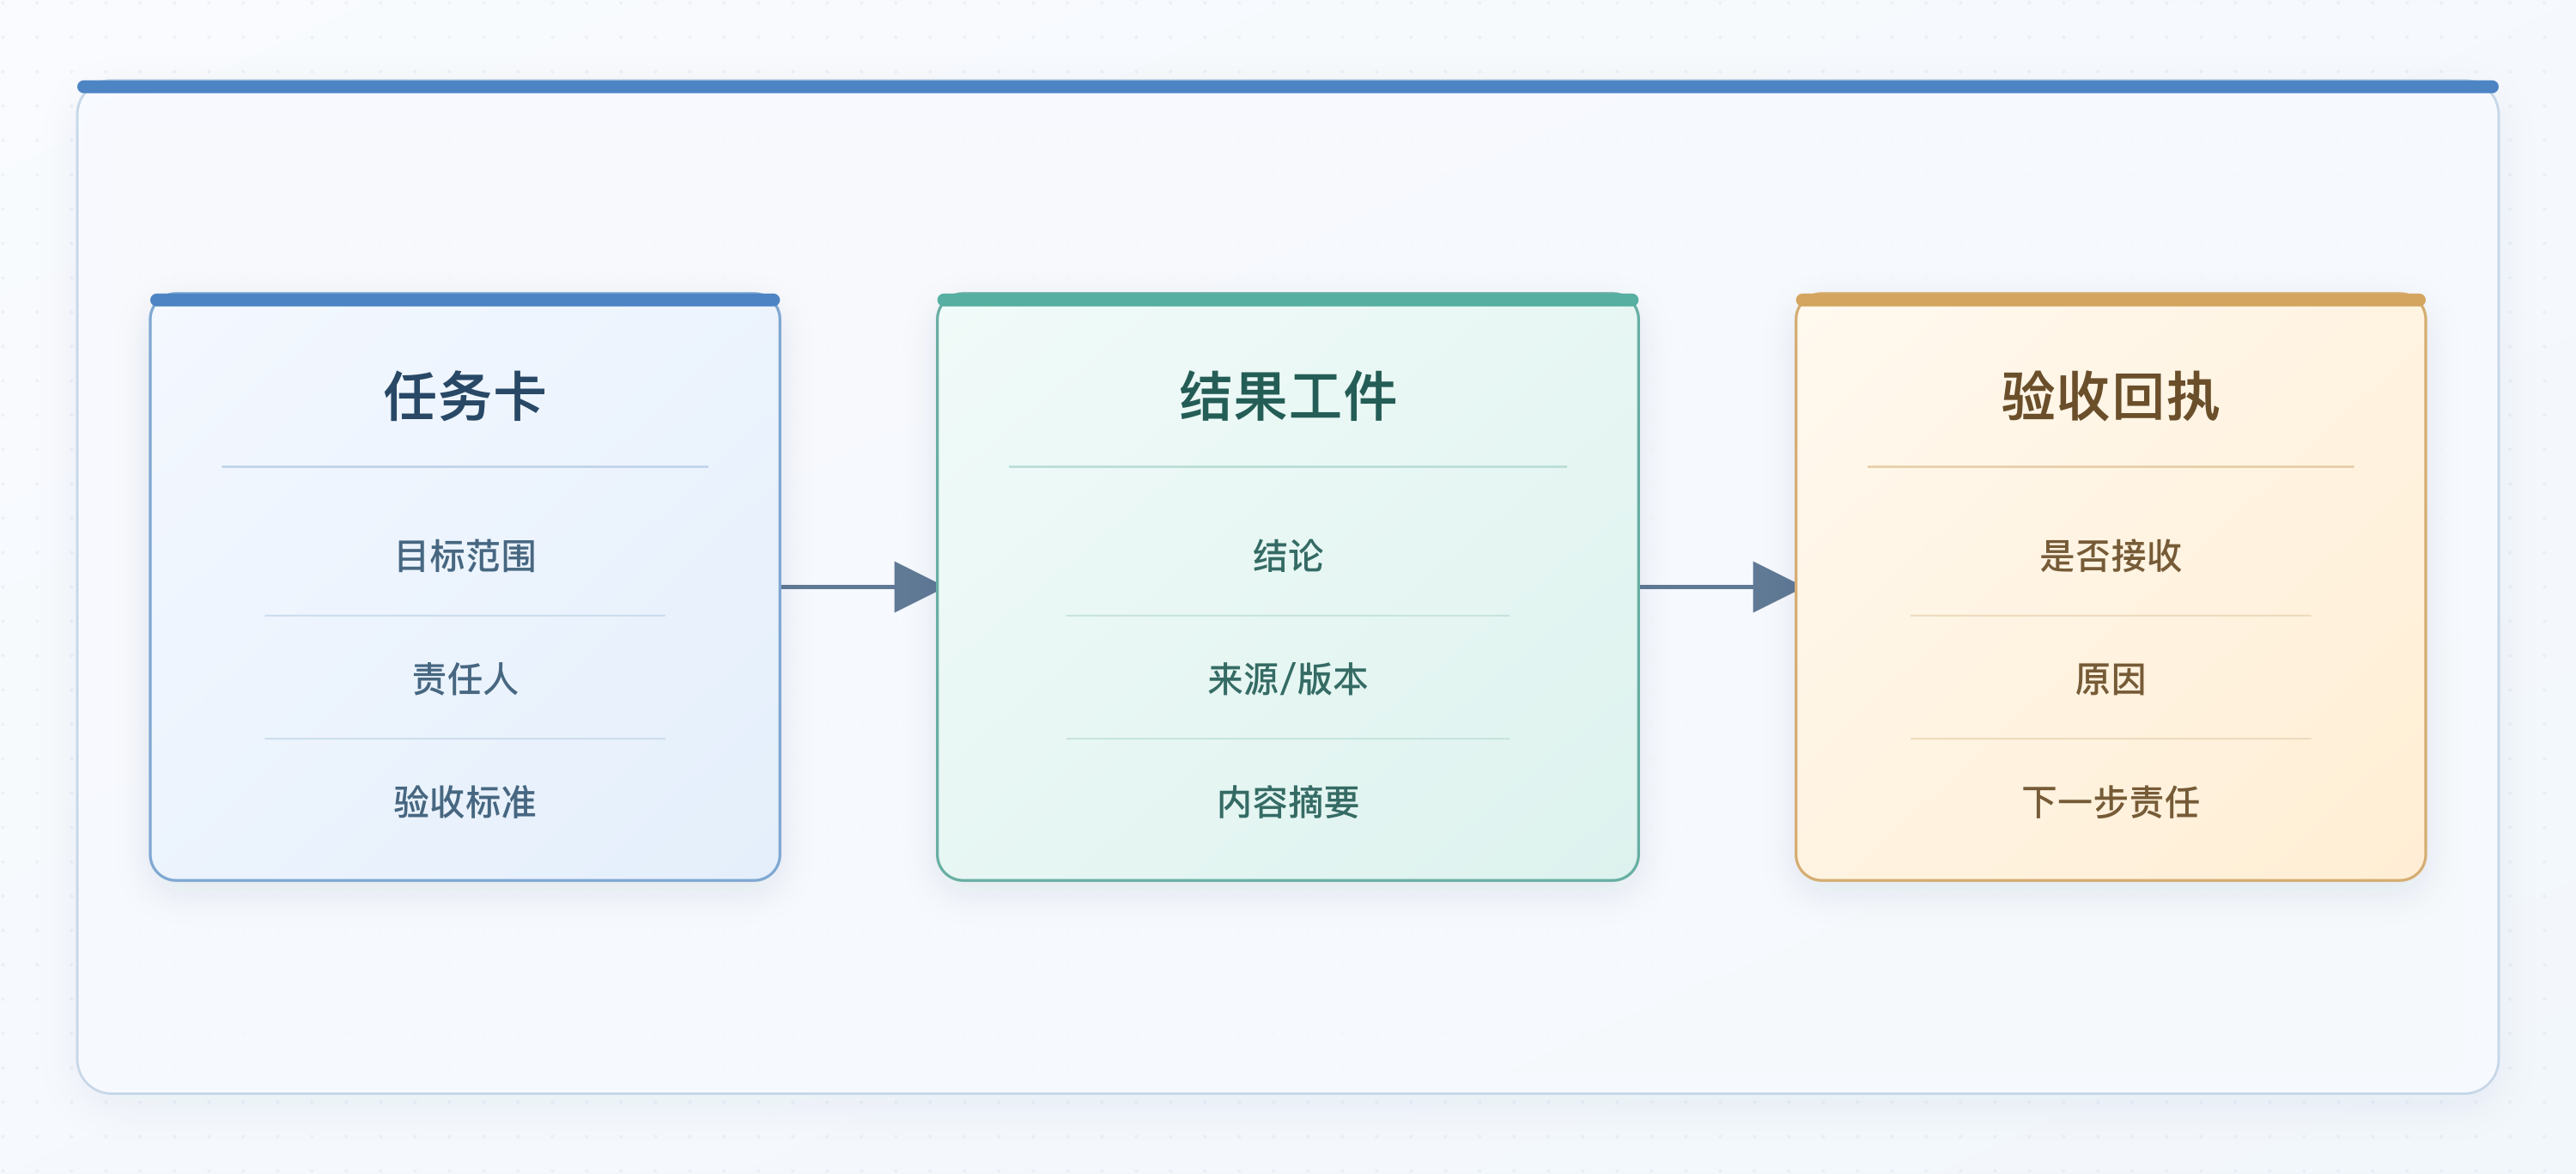 任务卡
目标范围
责任人
验收标准
结果工件
结论
来源/版本
内容摘要
验收回执
是否接收
原因
下一步责任